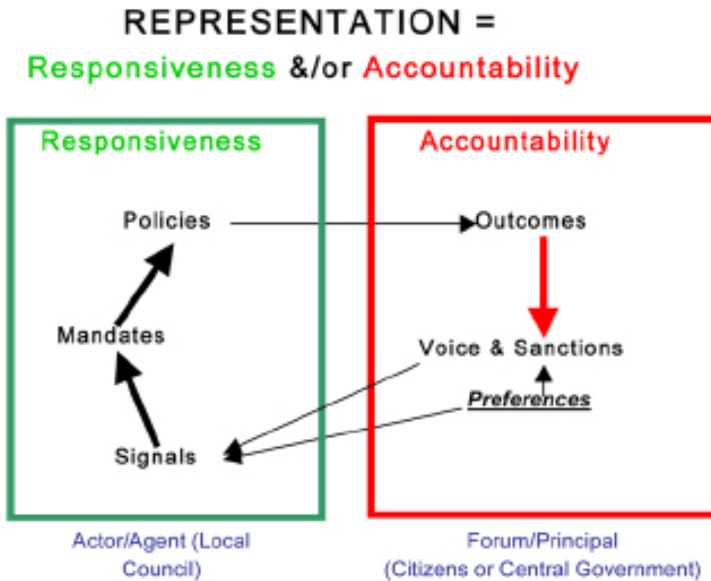 REPRESENTATION =
Responsiveness &/or Accountability
Responsiveness
Policies
Mandates
Signals
Actor/Agent (Local
Council)
Accountability
Outcomes
Voice & Sanctions
Preferences
Forum/Principal
(Citizens or Central Government)